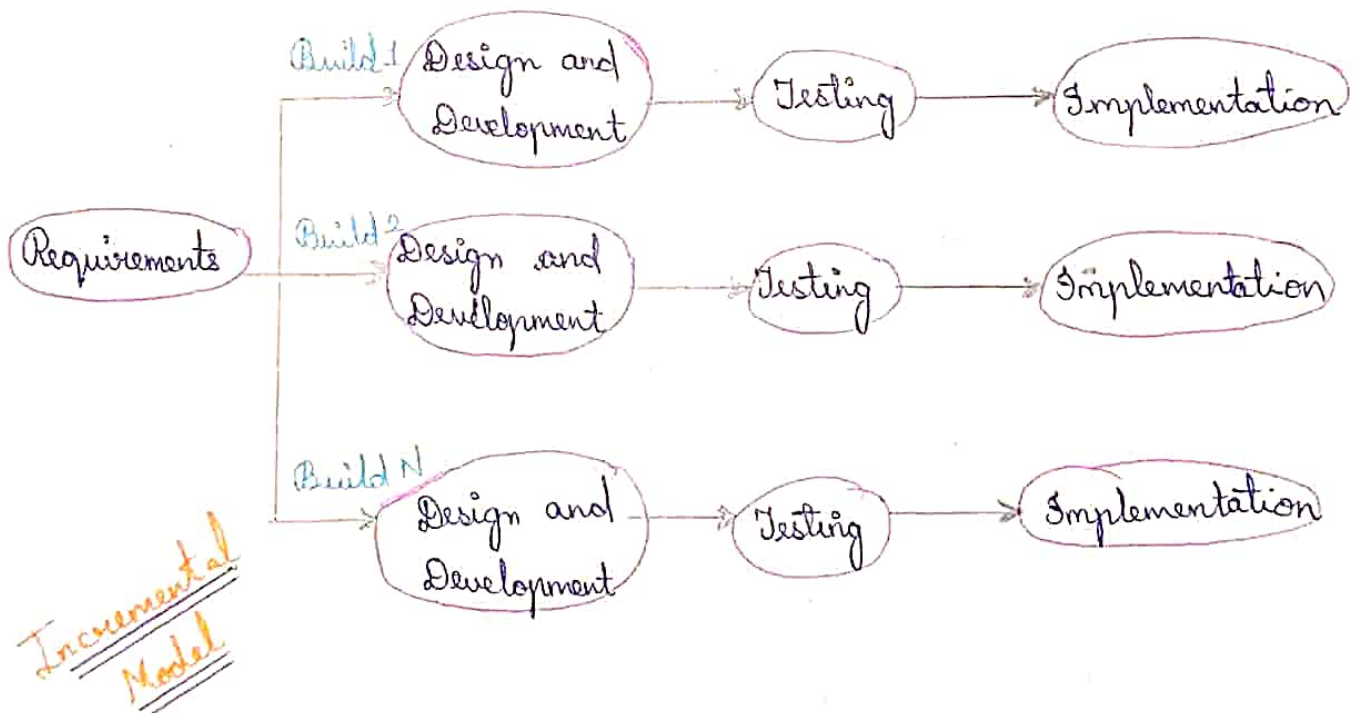 Build 1
Design and
Development
Testing
Implementation
Requirements
Build 2
Design and
Development
Testing
Implementation
Build N
Design and
Development
Testing
Implementation
Incremental
Model